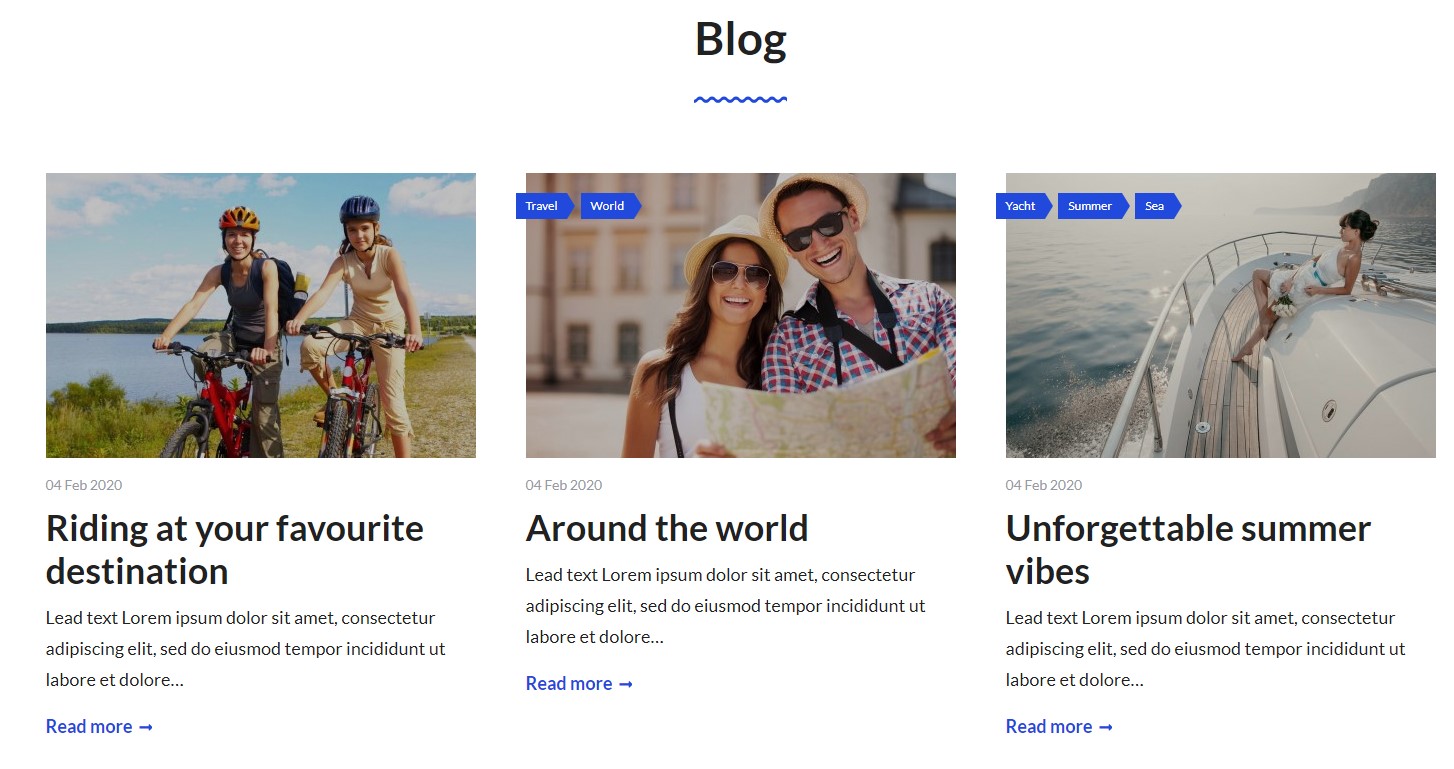 Blog
Travel
World
Yacht
Summer
Sea
04 Feb 2020
Riding at your favourite
destination
Lead text Lorem ipsum dolor sit amet, consectetur
adipiscing elit, sed do eiusmod tempor incididunt ut
labore et dolore...
Read more →
04 Feb 2020
Around the world
Lead text Lorem ipsum dolor sit amet, consectetur
adipiscing elit, sed do eiusmod tempor incididunt ut
labore et dolore...
Read more →
04 Feb 2020
Unforgettable summer
vibes
Lead text Lorem ipsum dolor sit amet, consectetur
adipiscing elit, sed do eiusmod tempor incididunt ut
labore et dolore...
Read more →